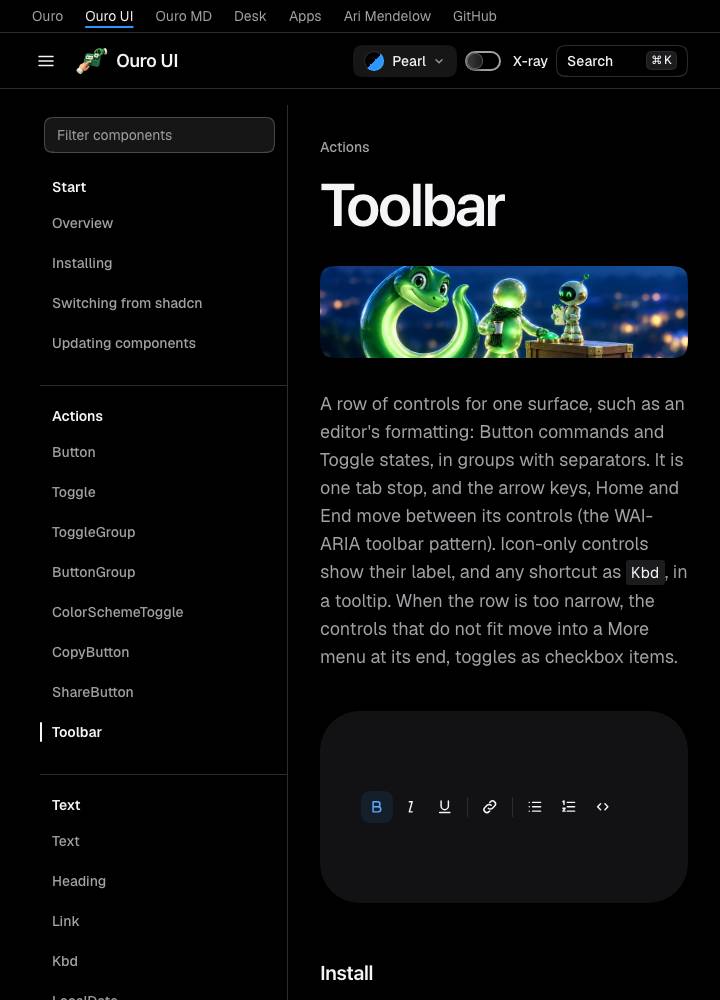 Ouro Ouro UI Ouro MD Desk Apps Ari Mendelow GitHub
Ouro UI Pearl X-ray Search ⌘ K
Filter components
Start
Overview
Installing
Switching from shadcn
Updating components
Actions
Button
Toggle
ToggleGroup
ButtonGroup
ColorSchemeToggle
CopyButton
ShareButton
Toolbar
Text
Text
Heading
Link
Kbd
LocalDate
Actions
Toolbar
A row of controls for one surface, such as an
editor's formatting: Button commands and
Toggle states, in groups with separators. It is
one tab stop, and the arrow keys, Home and
End move between its controls (the WAI-
ARIA toolbar pattern). Icon-only controls
show their label, and any shortcut as Kbd, in
a tooltip. When the row is too narrow, the
controls that do not fit move into a More
menu at its end, toggles as checkbox items.
B I U
Install